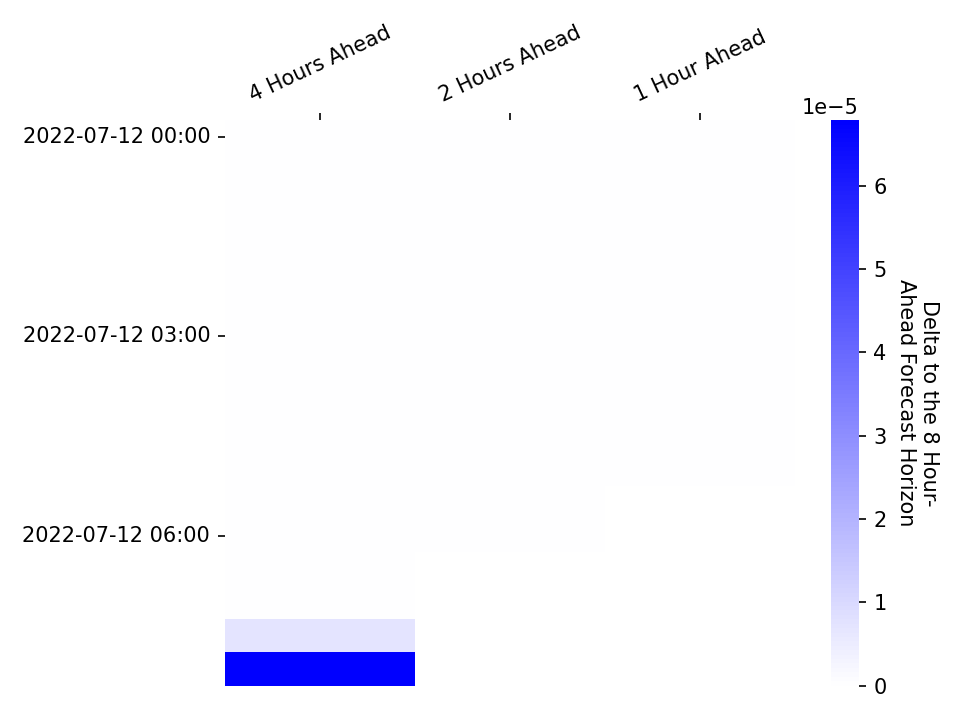 4 Hours Ahead
2 Hours Ahead
1 Hour Ahead
1e−5
2022-07-12 00:00
2022-07-12 03:00
2022-07-12 06:00
6
5
4
3
2
1
0
Delta to the 8 Hour-
Ahead Forecast Horizon